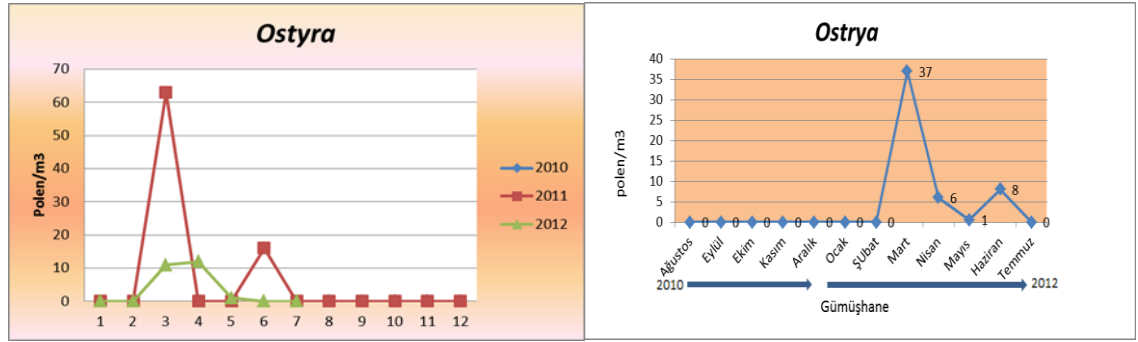 Ostyra
70
60
50
40
30
20
10
0
Polen/m3
1 2 3 4 5 6 7 8 9 10 11 12
2010
2011
2012
Ostrya
40
35
30
25
20
15
10
5
0
polen/m3
0 0 0 0 0 0 0 37 6 1 8 0
Ağustos Eylül Ekim Kasım Aralık Ocak ŞUbat Mart Nisan Mayıs Haziran Temmuz
2010 2012
Gümüşhane